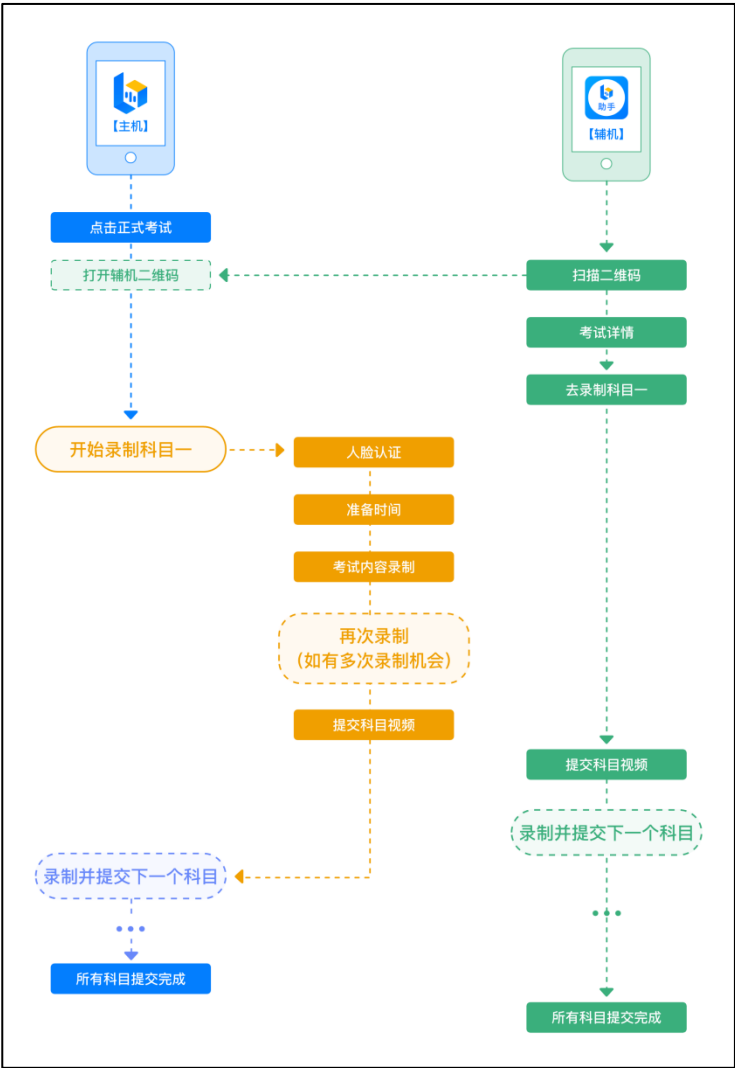 【主机】
助手
【辅机】
点击正式考试
打开辅机二维码
扫描二维码
考试详情
去录制科目一
开始录制科目一
人脸认证
准备时间
考试内容录制
再次录制
（如有多次录制机会）
提交科目视频
提交科目视频
录制并提交下一个科目
录制并提交下一个科目
所有科目提交完成
所有科目提交完成